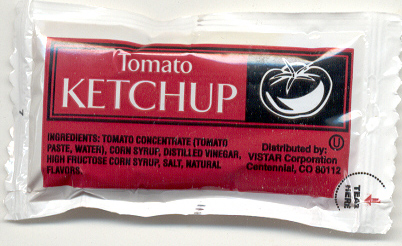 Tomato
KETCHUP
INGREDIENTS: TOMATO CONCENTRATE (TOMATO
PASTE, WATER), CORN SYRUP, DISTILLED VINEGAR,
HIGH FRUCTOSE CORN SYRUP, SALT, NATURAL
FLAVORS.
U
Distributed by:
VISTAR Corporation
Centennial, CO 80112
TEAR
HERE